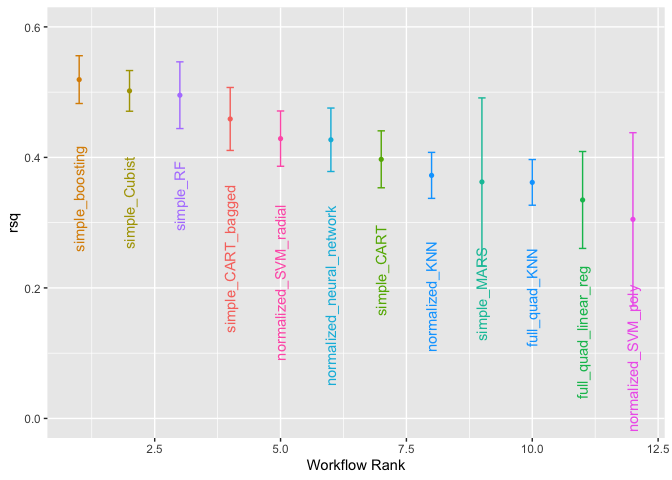 0.6
0.4
0.2
0.0
rsq
simple_boosting
simple_Cubist
simple_RF
simple_CART_bagged
normalized_SVM_radial
normalized_neural_network
simple_CART
normalized_KNN
simple_MARS
full_quad_KNN
full_quad_linear_reg
normalized_SVM_poly
2.5 5.0 7.5 10.0 12.5
Workflow Rank